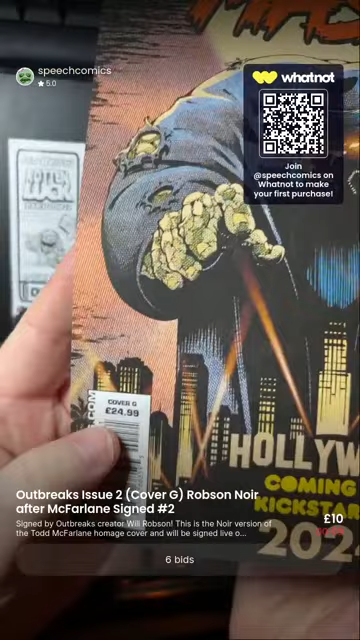 speechcomics
★ 5.0
whatnot
Join
@speechcomics on
Whatnot to make
your first purchase!
COVER G
£24.99
.COM
HOLLYW
COMING
KICKSTAR
202
Outbreaks Issue 2 (Cover G) Robson Noir
after McFarlane Signed #2
Signed by Outbreaks creator Will Robson! This is the Noir version of
the Todd McFarlane homage cover and will be signed live o...
£10
6 bids